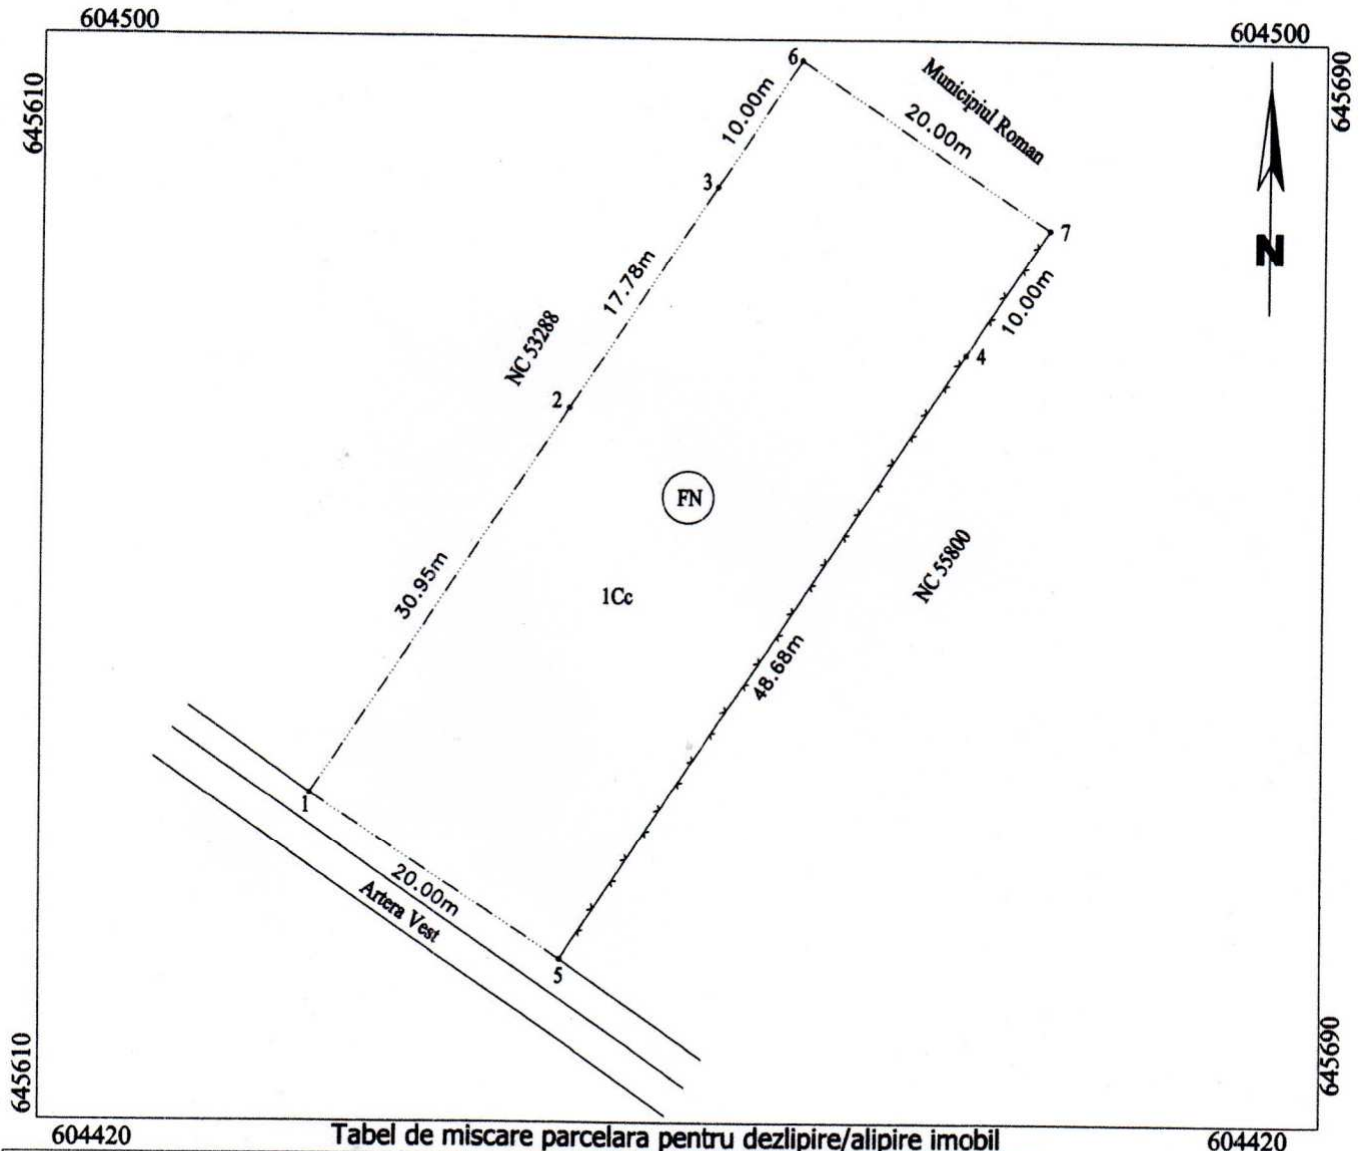 604500
604500
645610
645690
6
Municipiul Roman
10.00m
20.00m
3
7
N
17.78m
10.00m
NC 53288
4
2
FN
NC 55800
30.95m
1Cc
48.68m
1
20.00m
Artera Vest
5
645610
645690
604420
Tabel de miscare parcelara pentru dezlipire/alipire imobil
604420